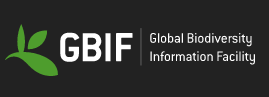 GBIF
Global Biodiversity
Information Facility